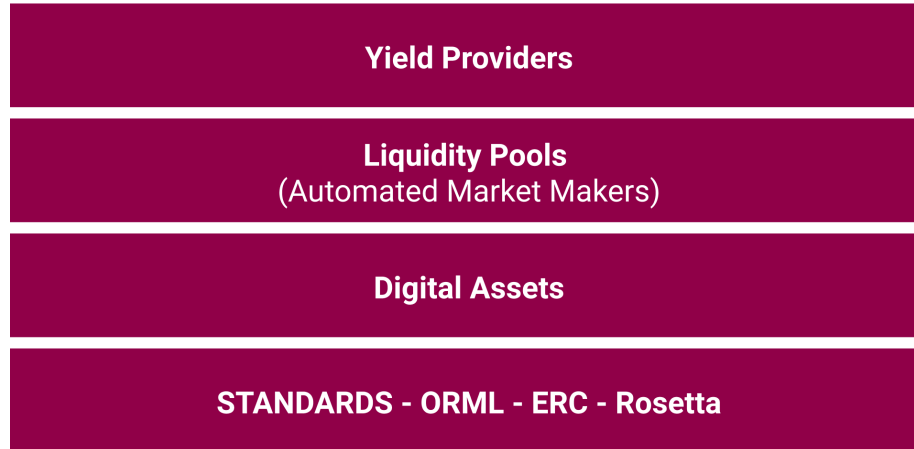 Yield Providers
Liquidity Pools
(Automated Market Makers)
Digital Assets
STANDARDS - ORML - ERC - Rosetta